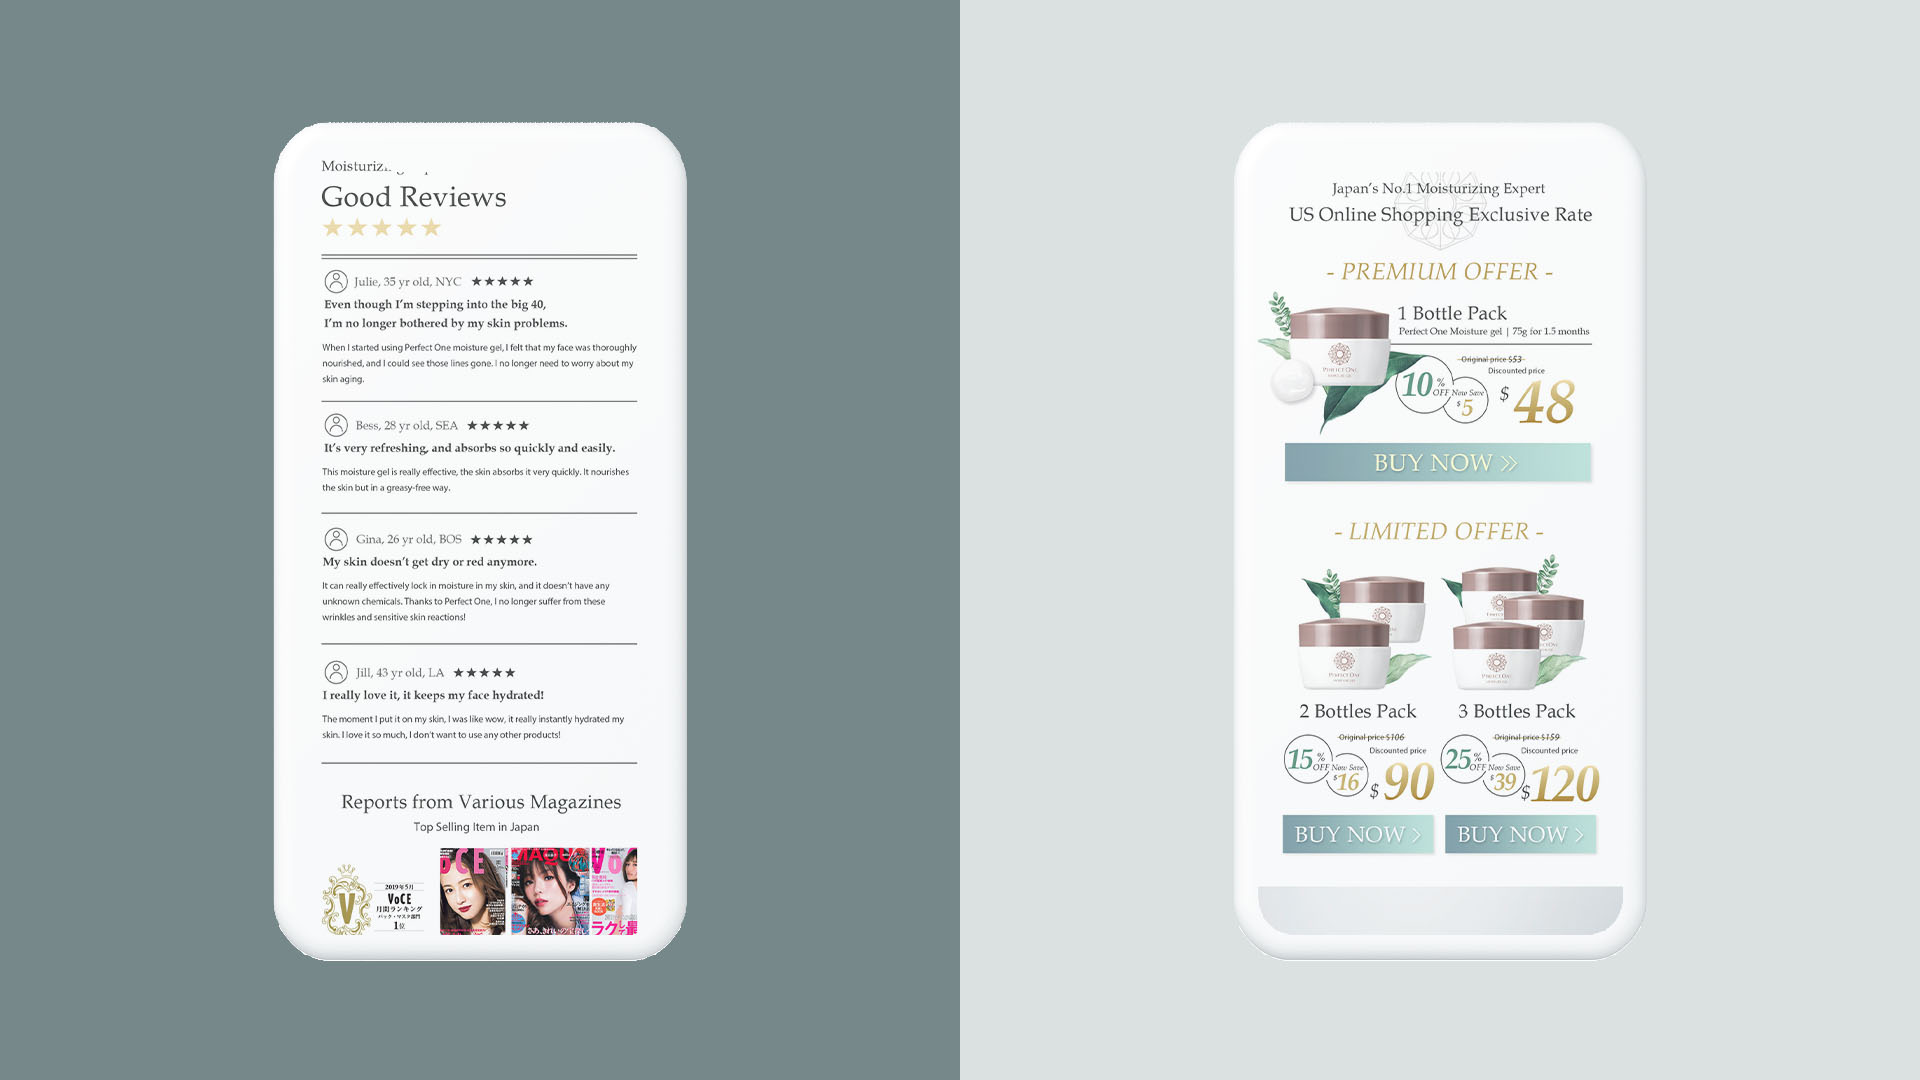 Good Reviews
Julie, 35 yr old, NYC ★★★★★
Even though I'm stepping into the big 40,
I'm no longer bothered by my skin problems.
When I started using Perfect One moisture gel, I felt that my face was thoroughly
nourished, and I could see those lines gone. I no longer need to worry about my
skin aging.
Bess, 28 yr old, SEA ★★★★★
It's very refreshing, and absorbs so quickly and easily.
This moisture gel is really effective, the skin absorbs it very quickly. It nourishes
the skin but in a greasy-free way.
Gina, 26 yr old, BOS ★★★★★
My skin doesn't get dry or red anymore.
It can really effectively lock in moisture in my skin, and it doesn't have any
unknown chemicals. Thanks to Perfect One, I no longer suffer from these
wrinkles and sensitive skin reactions!
Jill, 43 yr old, LA ★★★★★
I really love it, it keeps my face hydrated!
The moment I put it on my skin, I was like wow, it really instantly hydrated my
skin. I love it so much, I don't want to use any other products!
Reports from Various Magazines
Top Selling Item in Japan
V
2019年5月
VoCE
月間ランキング
パック・マスク部門
1位
MAQU
Japan's No.1 Moisturizing Expert
US Online Shopping Exclusive Rate
- PREMIUM OFFER -
1 Bottle Pack
Perfect One Moisture gel | 75g for 1.5 months
Original price $53
Discounted price
10% OFF
Now Save $5
$48
PERFECT ONE
BUY NOW
- LIMITED OFFER -
PERFECT ONE
PERFECT ONE
2 Bottles Pack
Original price $106
Discounted price
15% OFF
Now Save $16
$90
BUY NOW
3 Bottles Pack
Original price $159
Discounted price
25% OFF
Now Save $39
$120
BUY NOW